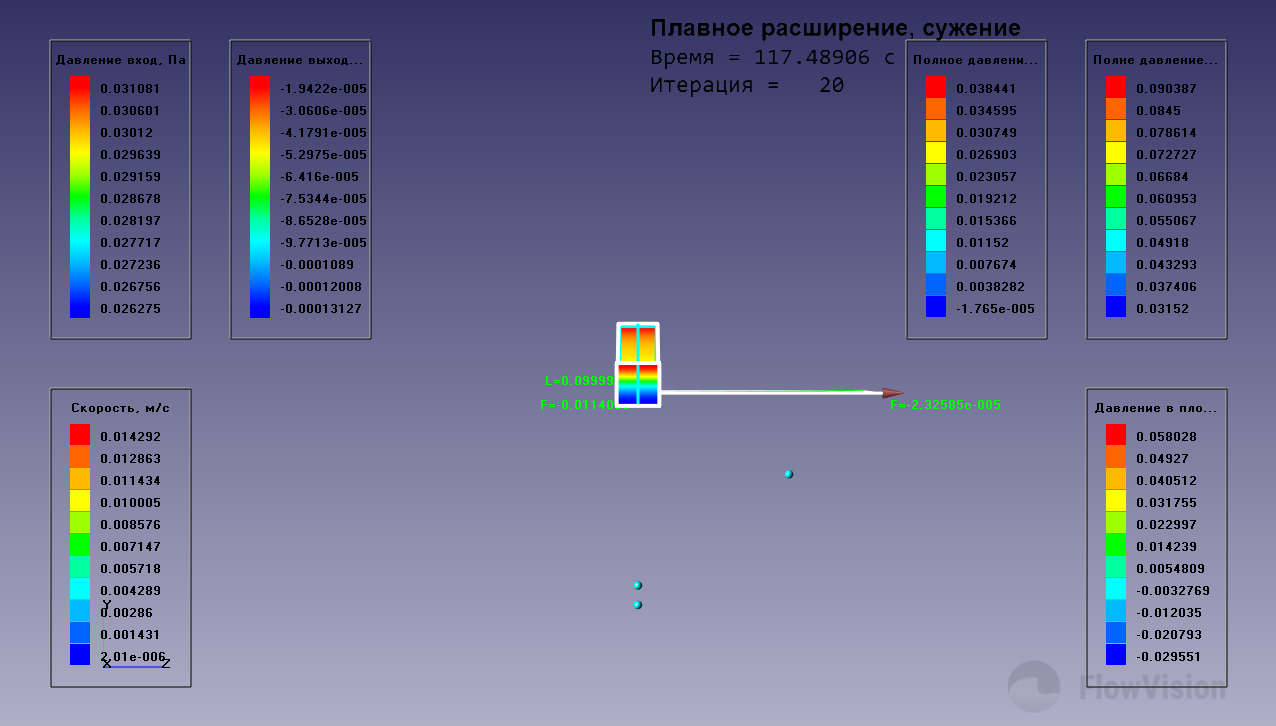 Плавное расширение, сужение
Время = 117.48906 с
Итерация = 20
Давление вход, Па
0.031081
0.030601
0.03012
0.029639
0.029159
0.028678
0.028197
0.027717
0.027236
0.026756
0.026275
Давление выход...
-1.9422e-005
-3.0606e-005
-4.1791e-005
-5.2975e-005
-6.416e-005
-7.5344e-005
-8.6528e-005
-9.7713e-005
-0.0001089
-0.00012008
-0.00013127
Полное давлени...
0.038441
0.034595
0.030749
0.026903
0.023057
0.019212
0.015366
0.01152
0.007674
0.0038282
-1.765e-005
Полне давление...
0.090387
0.0845
0.078614
0.072727
0.06684
0.060953
0.055067
0.04918
0.043293
0.037406
0.03152
L=0.09999
F=-0.0114
F=-2.32585e-005
Скорость, м/с
0.014292
0.012863
0.011434
0.010005
0.008576
0.007147
0.005718
0.004289
0.00286
0.001431
2.01e-006
Y
X
Z
Давление в пло...
0.058028
0.04927
0.040512
0.031755
0.022997
0.014239
0.0054809
-0.0032769
-0.012035
-0.020793
-0.029551
FlowVision